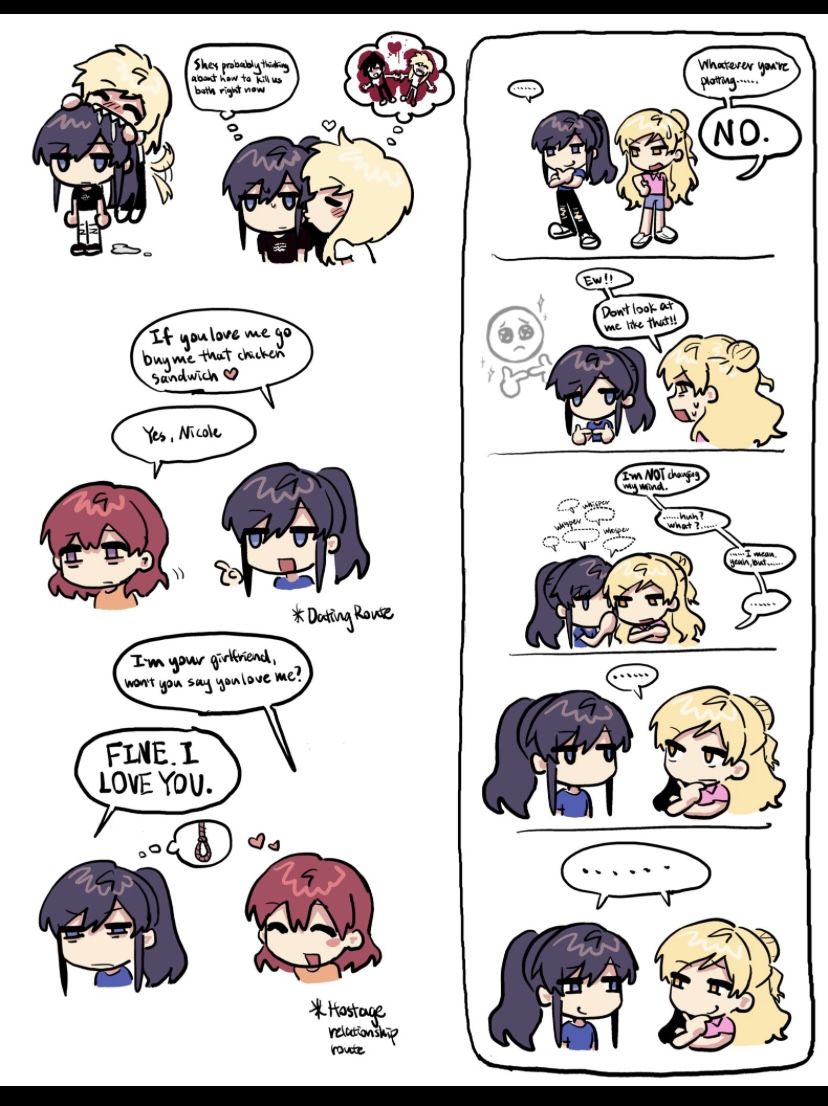 She's probably thinking
about how to kill us
both right now
If you love me go
buy me that chicken
sandwich ♡
Yes, Nicole
* Dating Route
I'm your girlfriend,
won't you say you love me?
FINE. I
LOVE YOU.
* Hostage
relationship
route
......
Whatever you're
plotting......
NO.
Ew!!
Don't look at
me like that!!
I'm NOT changing
my mind.
whisper
whisper
whisper
......huh?
what?......
......I mean,
yeah, but......
......
......
......